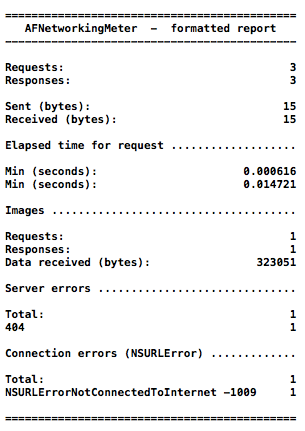 ==========================================
AFNetworkingMeter  –  formatted report
------------------------------------------
Requests: 3
Responses: 3
Sent (bytes): 15
Received (bytes): 15
Elapsed time for request ...................
Min (seconds): 0.000616
Min (seconds): 0.014721
Images .....................................
Requests: 1
Responses: 1
Data received (bytes): 323051
Server errors ..............................
Total: 1
404 1
Connection errors (NSURLError) .............
Total: 1
NSURLErrorNotConnectedToInternet –1009 1
==========================================